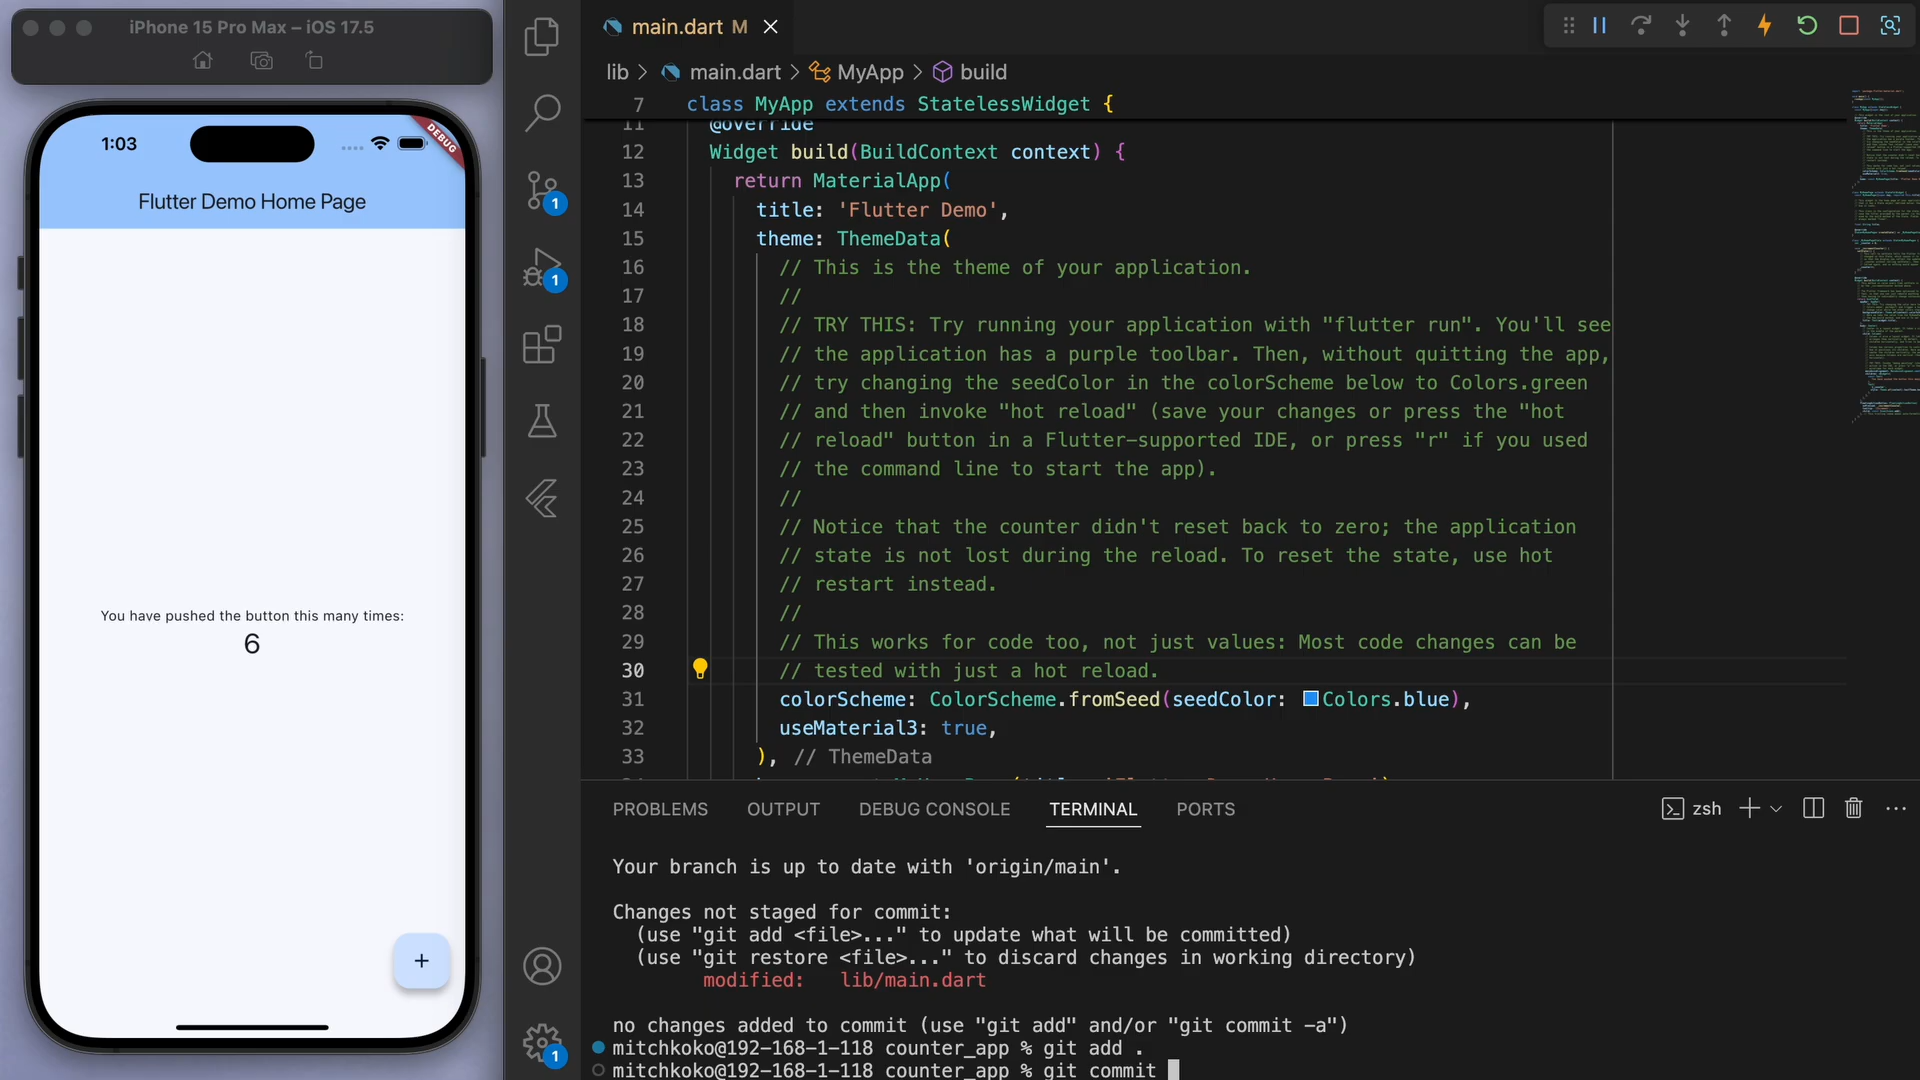 iPhone 15 Pro Max – iOS 17.5
1:03
DEBUG
Flutter Demo Home Page
You have pushed the button this many times:
6
+
1
1
1
main.dart M
lib > main.dart > MyApp > build
7 class MyApp extends StatelessWidget {
11 @override
12 Widget build(BuildContext context) {
13 return MaterialApp(
14 title: 'Flutter Demo',
15 theme: ThemeData(
16 // This is the theme of your application.
17 //
18 // TRY THIS: Try running your application with "flutter run". You'll see
19 // the application has a purple toolbar. Then, without quitting the app,
20 // try changing the seedColor in the colorScheme below to Colors.green
21 // and then invoke "hot reload" (save your changes or press the "hot
22 // reload" button in a Flutter-supported IDE, or press "r" if you used
23 // the command line to start the app).
24 //
25 // Notice that the counter didn't reset back to zero; the application
26 // state is not lost during the reload. To reset the state, use hot
27 // restart instead.
28 //
29 // This works for code too, not just values: Most code changes can be
30 // tested with just a hot reload.
31 colorScheme: ColorScheme.fromSeed(seedColor: Colors.blue),
32 useMaterial3: true,
33 ), // ThemeData
PROBLEMS OUTPUT DEBUG CONSOLE TERMINAL PORTS
zsh
Your branch is up to date with 'origin/main'.
Changes not staged for commit:
(use "git add <file>..." to update what will be committed)
(use "git restore <file>..." to discard changes in working directory)
modified: lib/main.dart
no changes added to commit (use "git add" and/or "git commit -a")
mitchkoko@192-168-1-118 counter_app % git add .
mitchkoko@192-168-1-118 counter_app % git commit